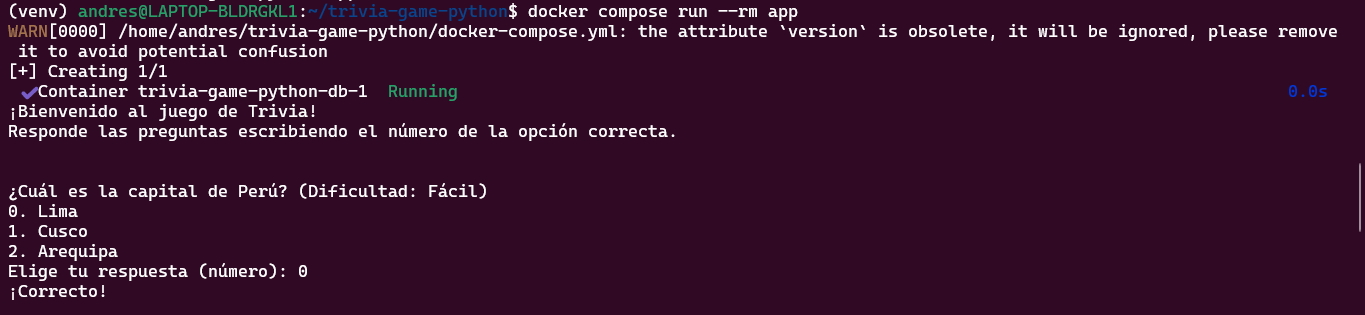 (venv) andres@LAPTOP-BLDRGKL1:~/trivia-game-python$ docker compose run --rm app
WARN[0000] /home/andres/trivia-game-python/docker-compose.yml: the attribute `version` is obsolete, it will be ignored, please remove
 it to avoid potential confusion
[+] Creating 1/1
 ✔Container trivia-game-python-db-1  Running 0.0s
¡Bienvenido al juego de Trivia!
Responde las preguntas escribiendo el número de la opción correcta.
¿Cuál es la capital de Perú? (Dificultad: Fácil)
0. Lima
1. Cusco
2. Arequipa
Elige tu respuesta (número): 0
¡Correcto!